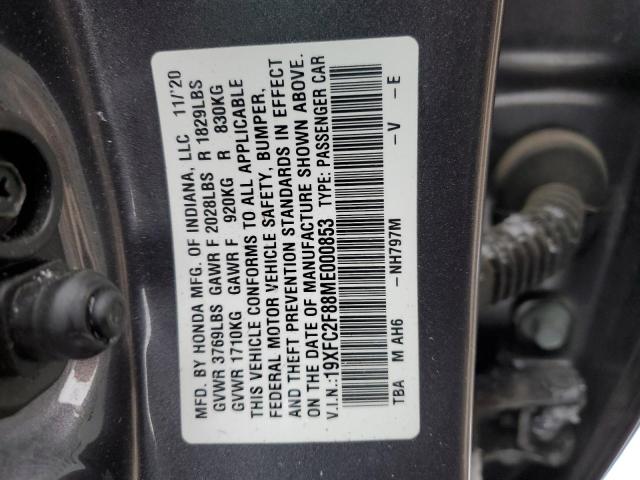 MFD. BY HONDA MFG. OF INDIANA, LLC 11/'20
GVWR 3769LBS GAWR F 2028LBS R 1829LBS
GVWR 1710KG GAWR F 920KG R 830KG
THIS VEHICLE CONFORMS TO ALL APPLICABLE
FEDERAL MOTOR VEHICLE SAFETY, BUMPER,
AND THEFT PREVENTION STANDARDS IN EFFECT
ON THE DATE OF MANUFACTURE SHOWN ABOVE.
V.I.N.:19XFC2F88ME000853 TYPE: PASSENGER CAR
TBA M AH6 -NH797M -V -E